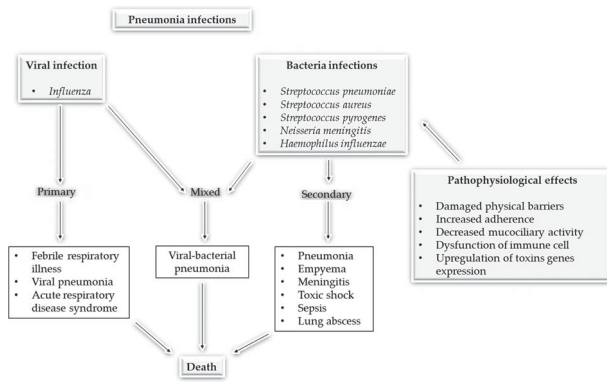 Pneumonia infections
Viral infection
• Influenza
Bacteria infections
• Streptococcus pneumoniae
• Streptococcus aureus
• Streptococcus pyrogenes
• Neisseria meningitis
• Haemophilus influenzae
Pathophysiological effects
• Damaged physical barriers
• Increased adherence
• Decreased mucociliary activity
• Dysfunction of immune cell
• Upregulation of toxins genes
expression
Primary
Mixed
Secondary
• Febrile respiratory
illness
• Viral pneumonia
• Acute respiratory
disease syndrome
Viral-bacterial
pneumonia
• Pneumonia
• Empyema
• Meningitis
• Toxic shock
• Sepsis
• Lung abscess
Death